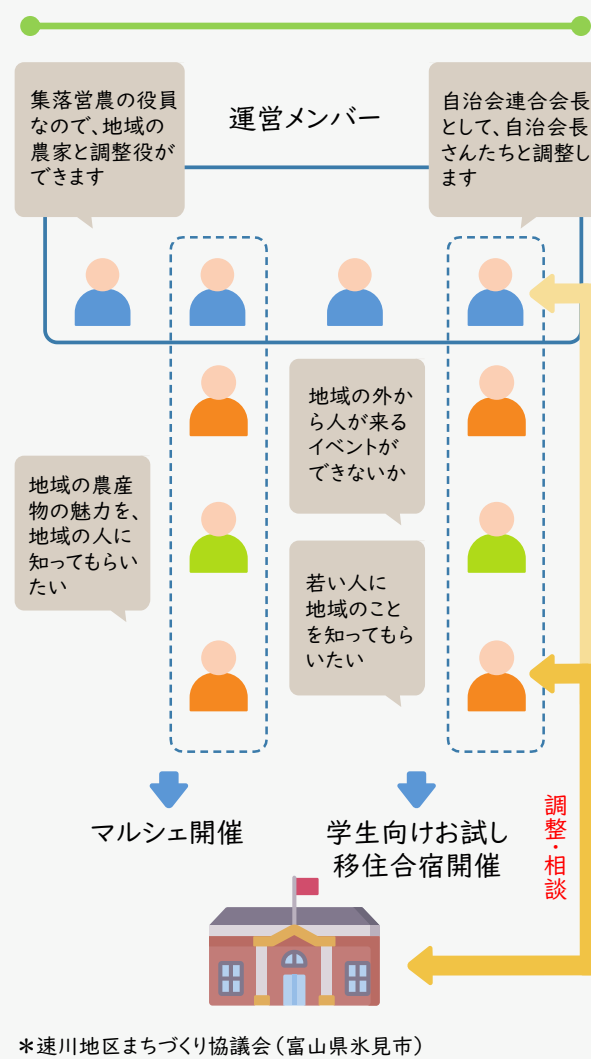 集落営農の役員
なので、地域の
農家と調整役が
できます
運営メンバー
自治会連合会長
として、自治会長
さんたちと調整し
ます
地域の外か
ら人が来る
イベントが
できないか
地域の農産
物の魅力を、
地域の人に
知ってもらい
たい
若い人に
地域のこと
を知ってもら
いたい
マルシェ開催
学生向けお試し
移住合宿開催
調整・相談
＊速川地区まちづくり協議会（富山県氷見市）